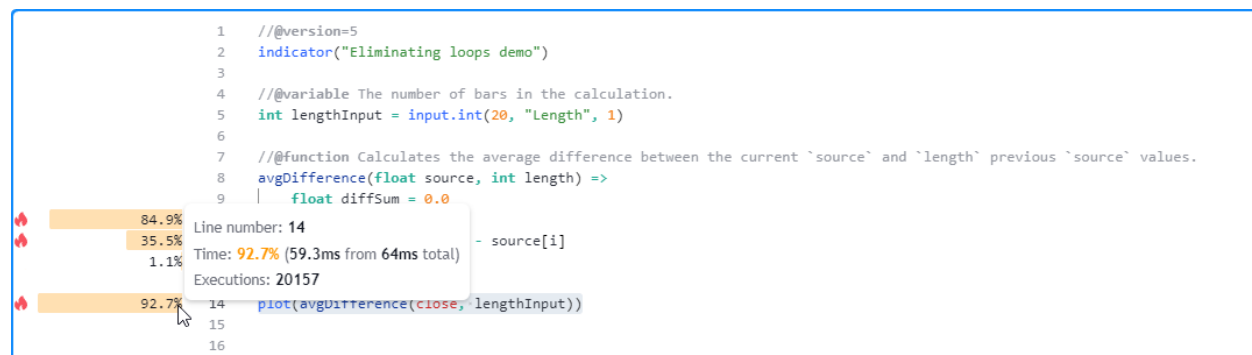 1 //@version=5
2 indicator("Eliminating loops demo")
3
4 //@variable The number of bars in the calculation.
5 int lengthInput = input.int(20, "Length", 1)
6
7 //@function Calculates the average difference between the current `source` and `length` previous `source` values.
8 avgDifference(float source, int length) =>
9 float diffSum = 0.0
84.9%
Line number: 14
35.5% - source[i]
Time: 92.7% (59.3ms from 64ms total)
1.1%
Executions: 20157
92.7% 14 plot(avgDifference(close, lengthInput))
15
16